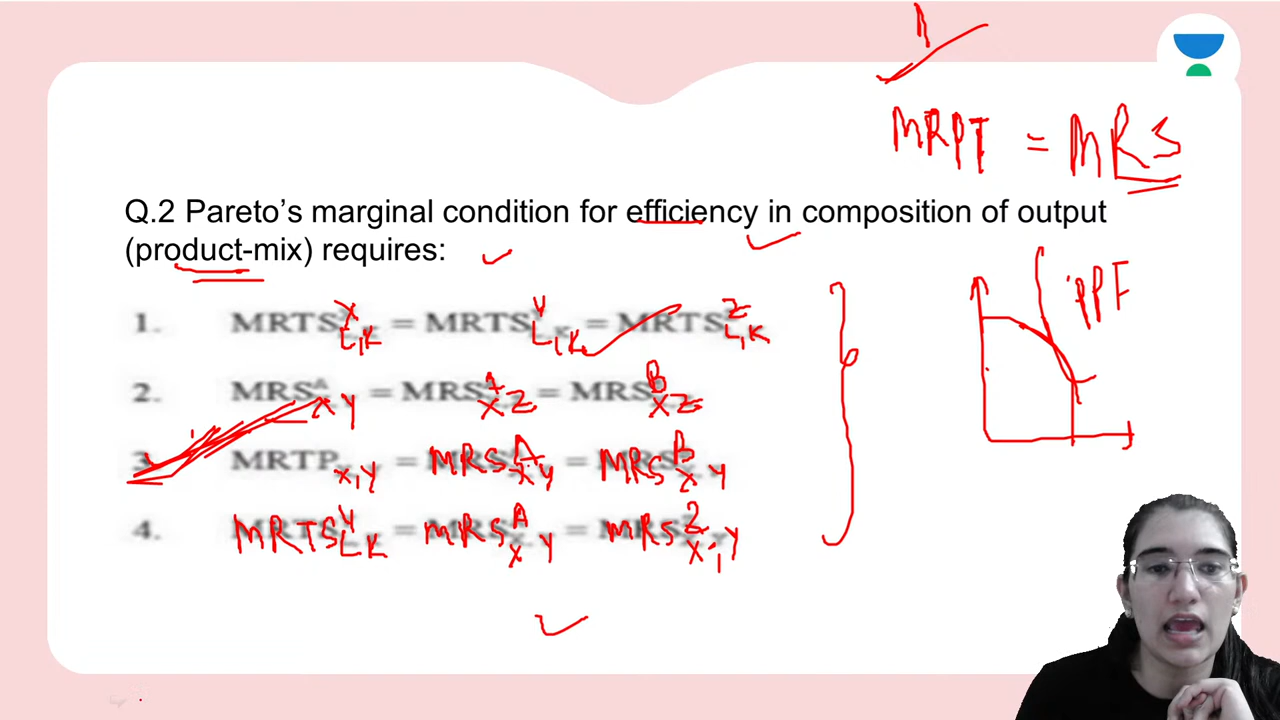 MRPT = MRS
Q.2 Pareto's marginal condition for efficiency in composition of output
(product-mix) requires:
PPF
1. MRTS X L,K = MRTS Y L,K = MRTS Z L,K
2. MRS A X Y = MRS A X Z = MRS B X Z
3. MRTP X,Y = MRS A X Y = MRS B X Y
4. MRTS Y L K = MRS A X Y = MRS Z X,Y